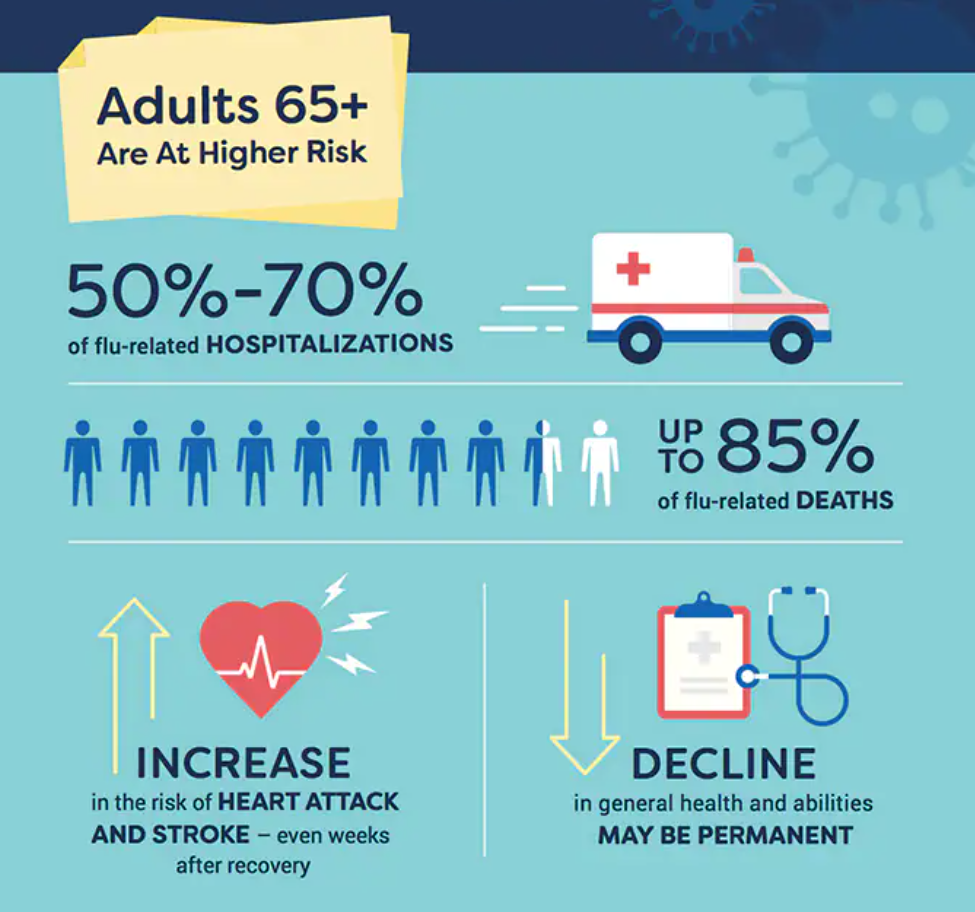 Adults 65+
Are At Higher Risk
50%-70%
of flu-related HOSPITALIZATIONS
UP TO 85%
of flu-related DEATHS
INCREASE
in the risk of HEART ATTACK
AND STROKE – even weeks
after recovery
DECLINE
in general health and abilities
MAY BE PERMANENT